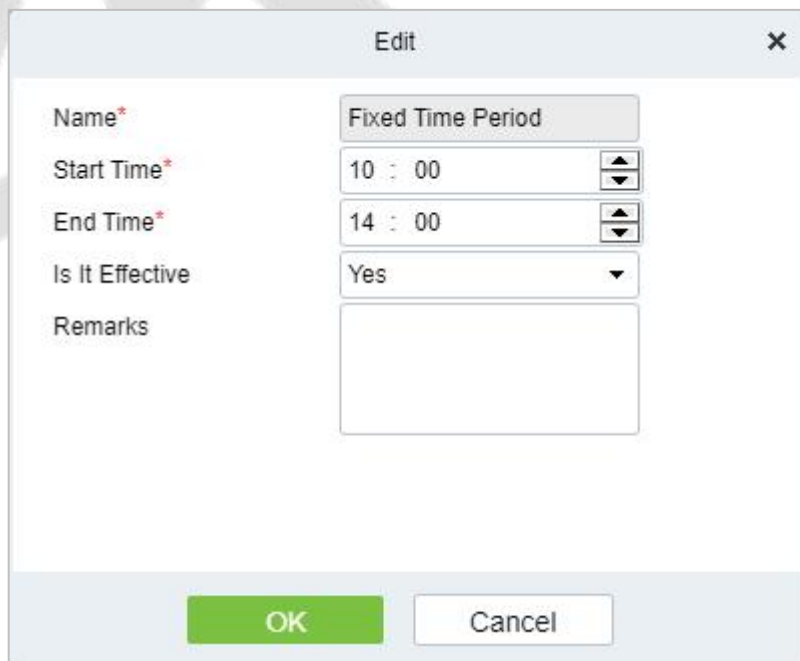 Edit ×
Name* Fixed Time Period
Start Time* 10 : 00
End Time* 14 : 00
Is It Effective Yes
Remarks
OK Cancel